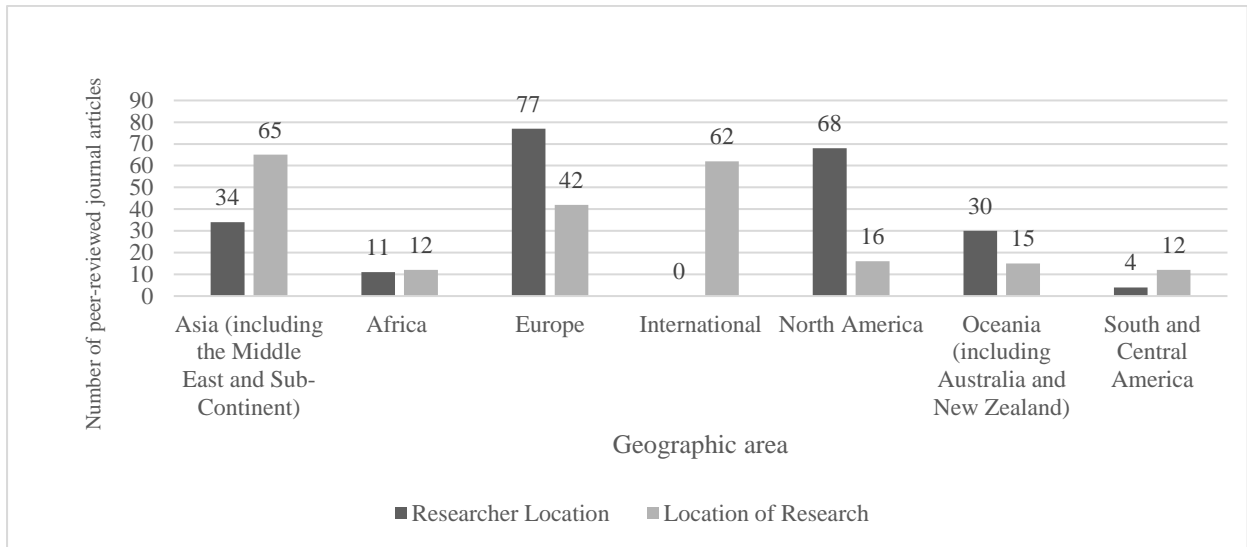 Number of peer-reviewed journal articles
90
80
70
60
50
40
30
20
10
0
34
65
11
12
77
42
0
62
68
16
30
15
4
12
Asia (including
the Middle
East and Sub-
Continent)
Africa
Europe
International
North America
Oceania
(including
Australia and
New Zealand)
South and
Central
America
Geographic area
Researcher Location
Location of Research